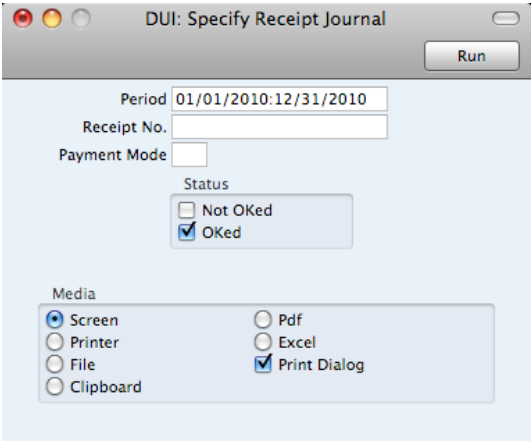 DUI: Specify Receipt Journal
Run
Period 01/01/2010:12/31/2010
Receipt No.
Payment Mode
Status
Not OKed
OKed
Media
Screen
Pdf
Printer
Excel
File
Print Dialog
Clipboard